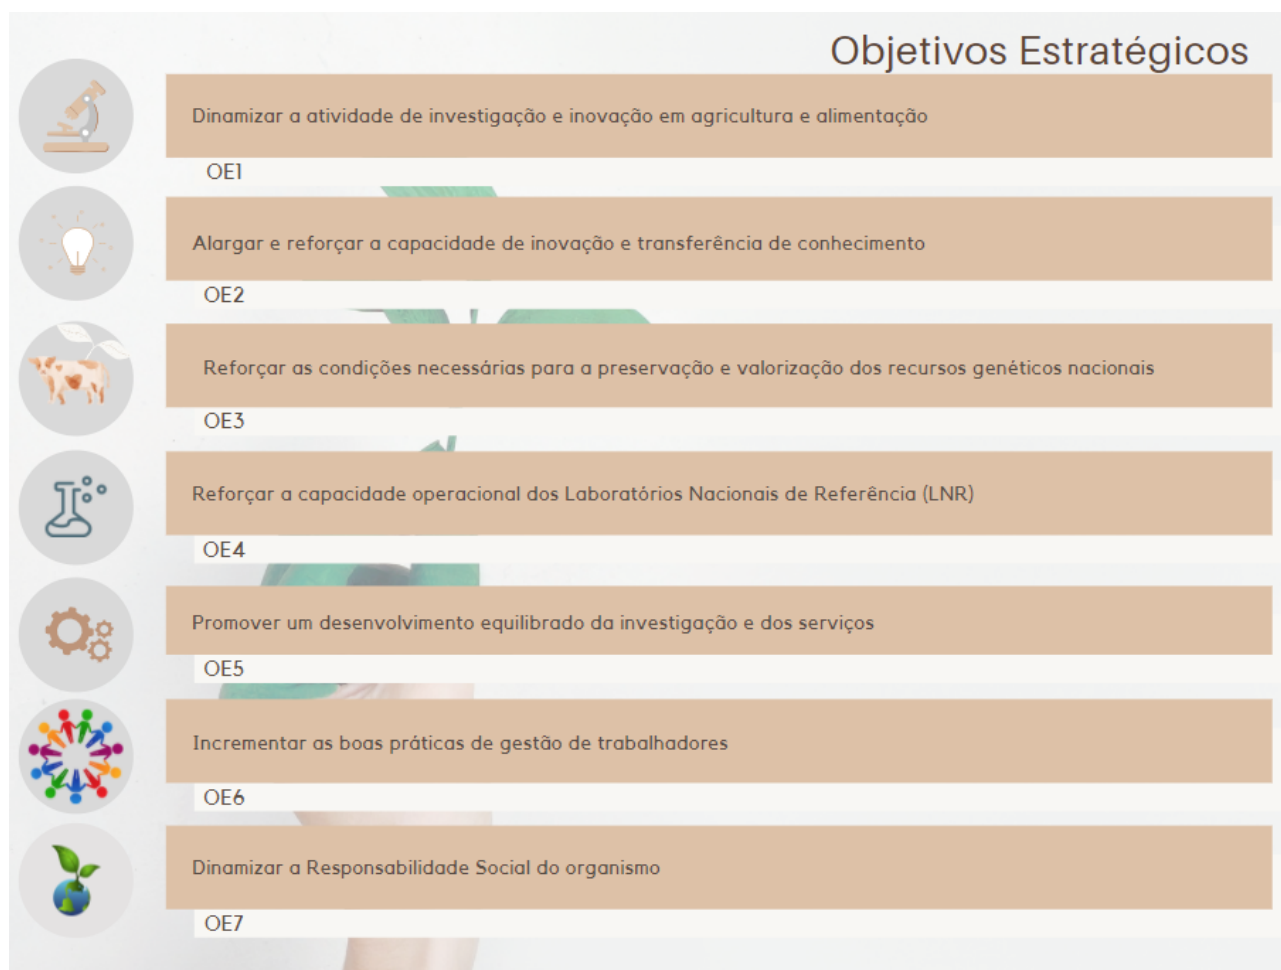 Objetivos Estratégicos
Dinamizar a atividade de investigação e inovação em agricultura e alimentação
OE1
Alargar e reforçar a capacidade de inovação e transferência de conhecimento
OE2
Reforçar as condições necessárias para a preservação e valorização dos recursos genéticos nacionais
OE3
Reforçar a capacidade operacional dos Laboratórios Nacionais de Referência (LNR)
OE4
Promover um desenvolvimento equilibrado da investigação e dos serviços
OE5
Incrementar as boas práticas de gestão de trabalhadores
OE6
Dinamizar a Responsabilidade Social do organismo
OE7